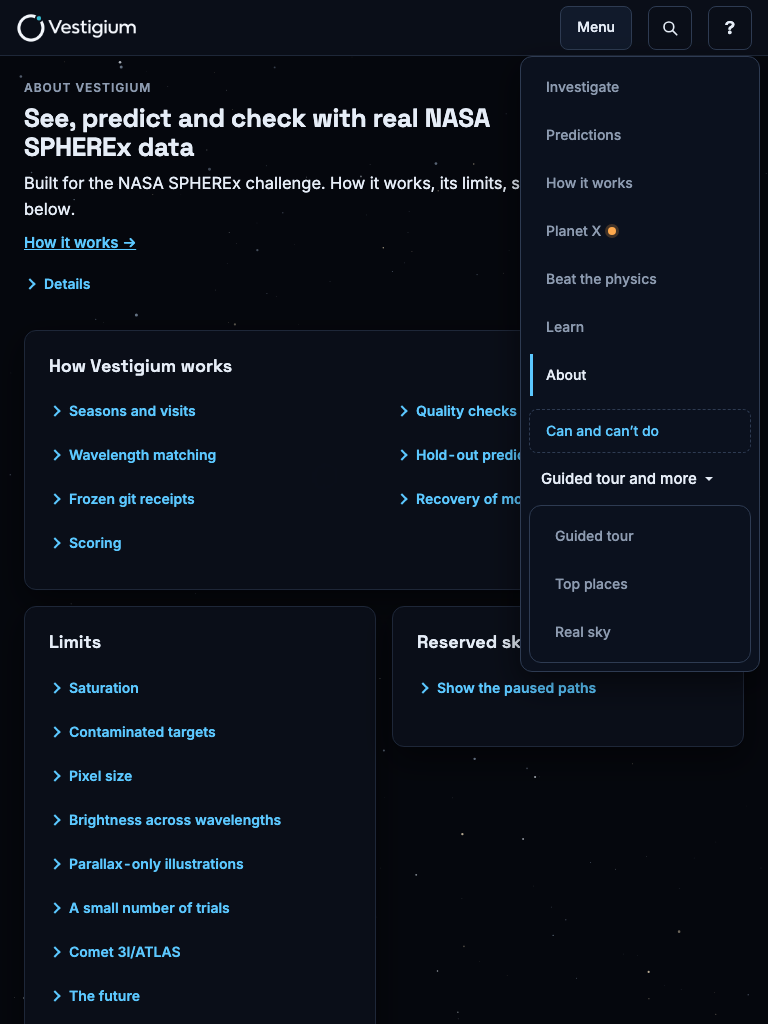 Vestigium
Menu
?
ABOUT VESTIGIUM
See, predict and check with real NASA
SPHEREx data
Built for the NASA SPHEREx challenge. How it works, its limits,
below.
How it works →
Details
How Vestigium works
Seasons and visits
Quality checks
Wavelength matching
Hold-out
Frozen git receipts
Recovery of
Scoring
Limits
Saturation
Contaminated targets
Pixel size
Brightness across wavelengths
Parallax-only illustrations
A small number of trials
Comet 3I/ATLAS
The future
Reserved
Show the paused paths
Investigate
Predictions
How it works
Planet X
Beat the physics
Learn
About
Can and can’t do
Guided tour and more
Guided tour
Top places
Real sky